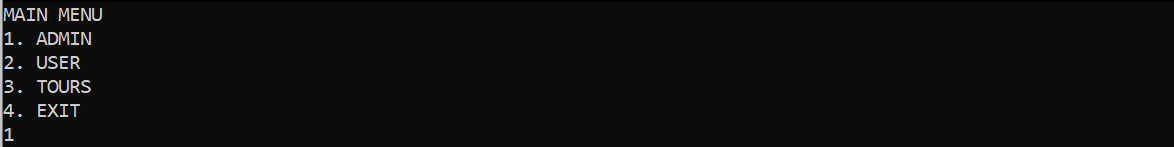 MAIN MENU
1. ADMIN
2. USER
3. TOURS
4. EXIT
1